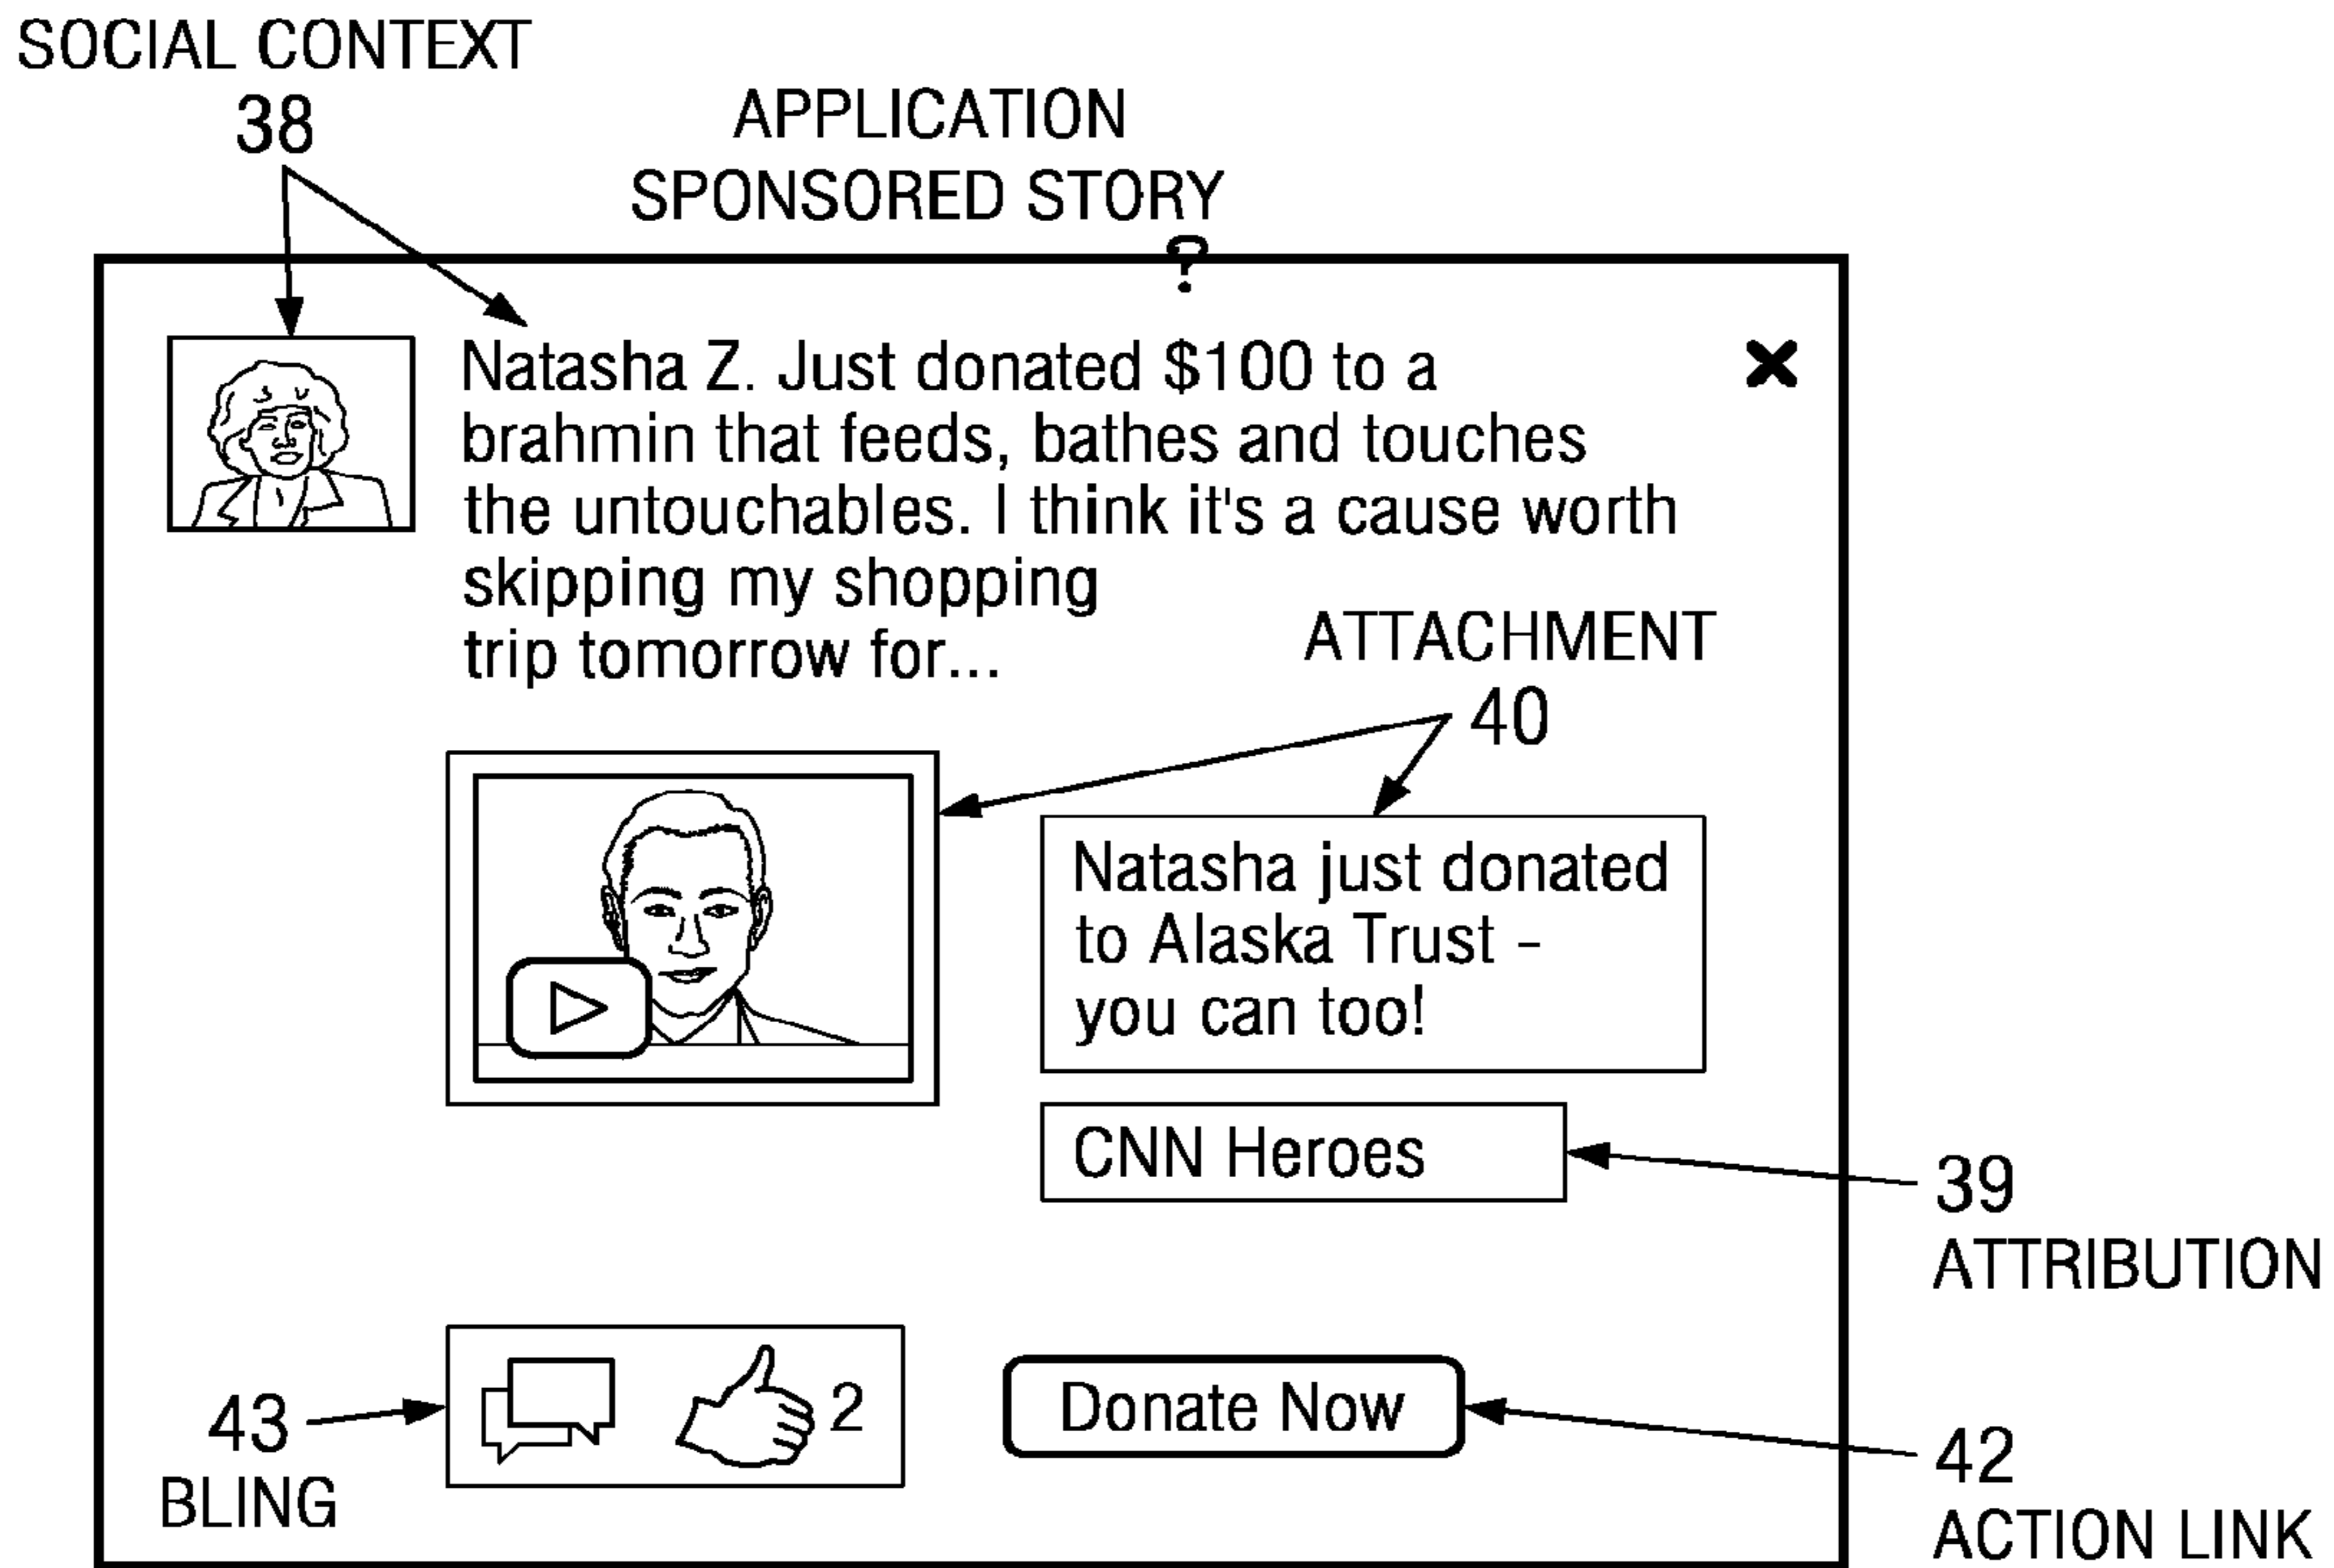 SOCIAL CONTEXT
38
APPLICATION
SPONSORED STORY
?
Natasha Z. Just donated $100 to a
brahmin that feeds, bathes and touches
the untouchables. I think it's a cause worth
skipping my shopping
trip tomorrow for...
ATTACHMENT
40
Natasha just donated
to Alaska Trust -
you can too!
CNN Heroes
39
ATTRIBUTION
43
BLING
2
Donate Now
42
ACTION LINK